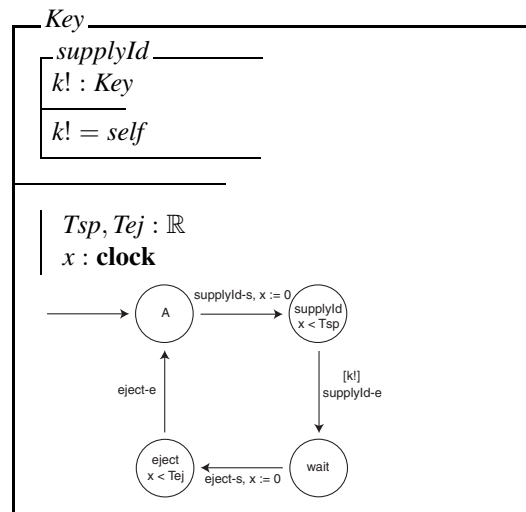 Key
supplyId
k! : Key
k! = self
Tsp, Tej : ℝ
x : clock
supplyId-s, x := 0
A
supplyId
x < Tsp
[k!]
supplyId-e
eject-e
eject
x < Tej
eject-s, x := 0
wait